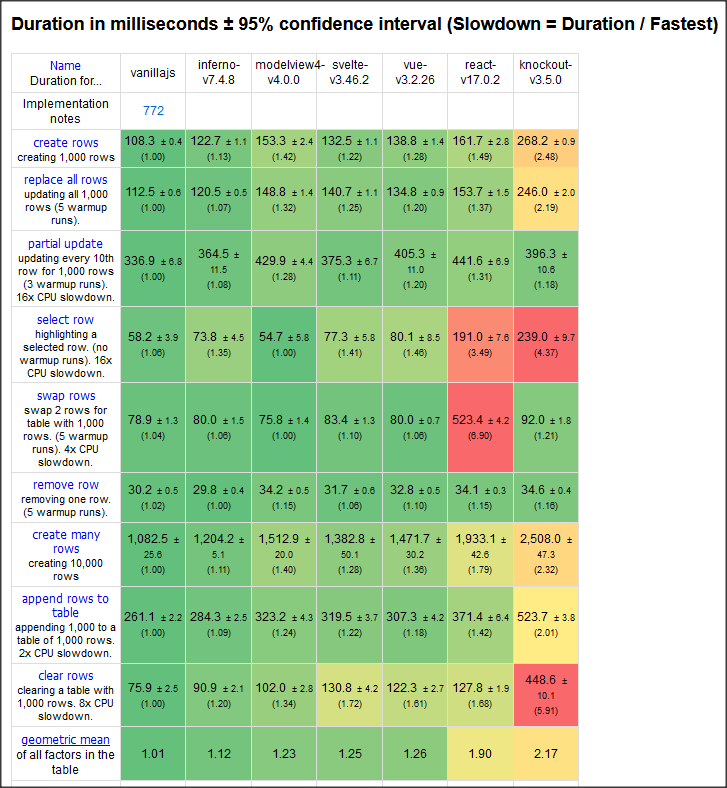 Duration in milliseconds ± 95% confidence interval (Slowdown = Duration / Fastest)
Name
Duration for...
vanillajs
inferno-
v7.4.8
modelview4-
v4.0.0
svelte-
v3.46.2
vue-
v3.2.26
react-
v17.0.2
knockout-
v3.5.0
Implementation
notes
772
create rows
creating 1,000 rows
108.3 ± 0.4
(1.00)
122.7 ± 1.1
(1.13)
153.3 ± 2.4
(1.42)
132.5 ± 1.1
(1.22)
138.8 ± 1.4
(1.28)
161.7 ± 2.8
(1.49)
268.2 ± 0.9
(2.48)
replace all rows
updating all 1,000
rows (5 warmup
runs).
112.5 ± 0.6
(1.00)
120.5 ± 0.5
(1.07)
148.8 ± 1.4
(1.32)
140.7 ± 1.1
(1.25)
134.8 ± 0.9
(1.20)
153.7 ± 1.5
(1.37)
246.0 ± 2.0
(2.19)
partial update
updating every 10th
row for 1,000 rows
(3 warmup runs).
16x CPU slowdown.
336.9 ± 6.8
(1.00)
364.5 ±
11.5
(1.08)
429.9 ± 4.4
(1.28)
375.3 ± 6.7
(1.11)
405.3 ±
11.0
(1.20)
441.6 ± 6.9
(1.31)
396.3 ±
10.6
(1.18)
select row
highlighting a
selected row. (no
warmup runs). 16x
CPU slowdown.
58.2 ± 3.9
(1.06)
73.8 ± 4.5
(1.35)
54.7 ± 5.8
(1.00)
77.3 ± 5.8
(1.41)
80.1 ± 8.5
(1.46)
191.0 ± 7.6
(3.49)
239.0 ± 9.7
(4.37)
swap rows
swap 2 rows for
table with 1,000
rows. (5 warmup
runs). 4x CPU
slowdown.
78.9 ± 1.3
(1.04)
80.0 ± 1.5
(1.06)
75.8 ± 1.4
(1.00)
83.4 ± 1.3
(1.10)
80.0 ± 0.7
(1.06)
523.4 ± 4.2
(6.90)
92.0 ± 1.8
(1.21)
remove row
removing one row.
(5 warmup runs).
30.2 ± 0.5
(1.02)
29.8 ± 0.4
(1.00)
34.2 ± 0.5
(1.15)
31.7 ± 0.6
(1.06)
32.8 ± 0.5
(1.10)
34.1 ± 0.3
(1.15)
34.6 ± 0.4
(1.16)
create many
rows
creating 10,000
rows
1,082.5 ±
25.6
(1.00)
1,204.2 ±
5.1
(1.11)
1,512.9 ±
20.0
(1.40)
1,382.8 ±
50.1
(1.28)
1,471.7 ±
30.2
(1.36)
1,933.1 ±
42.6
(1.79)
2,508.0 ±
47.3
(2.32)
append rows to
table
appending 1,000 to a
table of 1,000 rows.
2x CPU slowdown.
261.1 ± 2.2
(1.00)
284.3 ± 2.5
(1.09)
323.2 ± 4.3
(1.24)
319.5 ± 3.7
(1.22)
307.3 ± 4.2
(1.18)
371.4 ± 6.4
(1.42)
523.7 ± 3.8
(2.01)
clear rows
clearing a table with
1,000 rows. 8x CPU
slowdown.
75.9 ± 2.5
(1.00)
90.9 ± 2.1
(1.20)
102.0 ± 2.8
(1.34)
130.8 ± 4.2
(1.72)
122.3 ± 2.7
(1.61)
127.8 ± 1.9
(1.68)
448.6 ±
10.1
(5.91)
geometric mean
of all factors in the
table
1.01
1.12
1.23
1.25
1.26
1.90
2.17